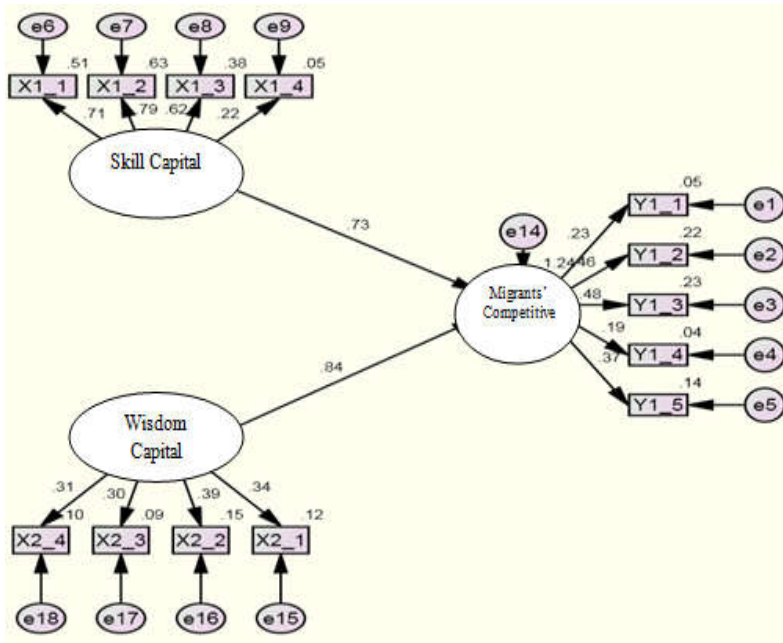 e6 e7 e8 e9
.51 .63 .38 .05
X1_1 X1_2 X1_3 X1_4
.71 .79 .62 .22
Skill Capital
.73
e14
1.24
Migrants'
Competitive
.05
.23 Y1_1 e1
.22
.46 Y1_2 e2
.23
.48 Y1_3 e3
.04
.19 Y1_4 e4
.14
.37 Y1_5 e5
.84
Wisdom
Capital
.31 .30 .39 .34
.10 .09 .15 .12
X2_4 X2_3 X2_2 X2_1
e18 e17 e16 e15